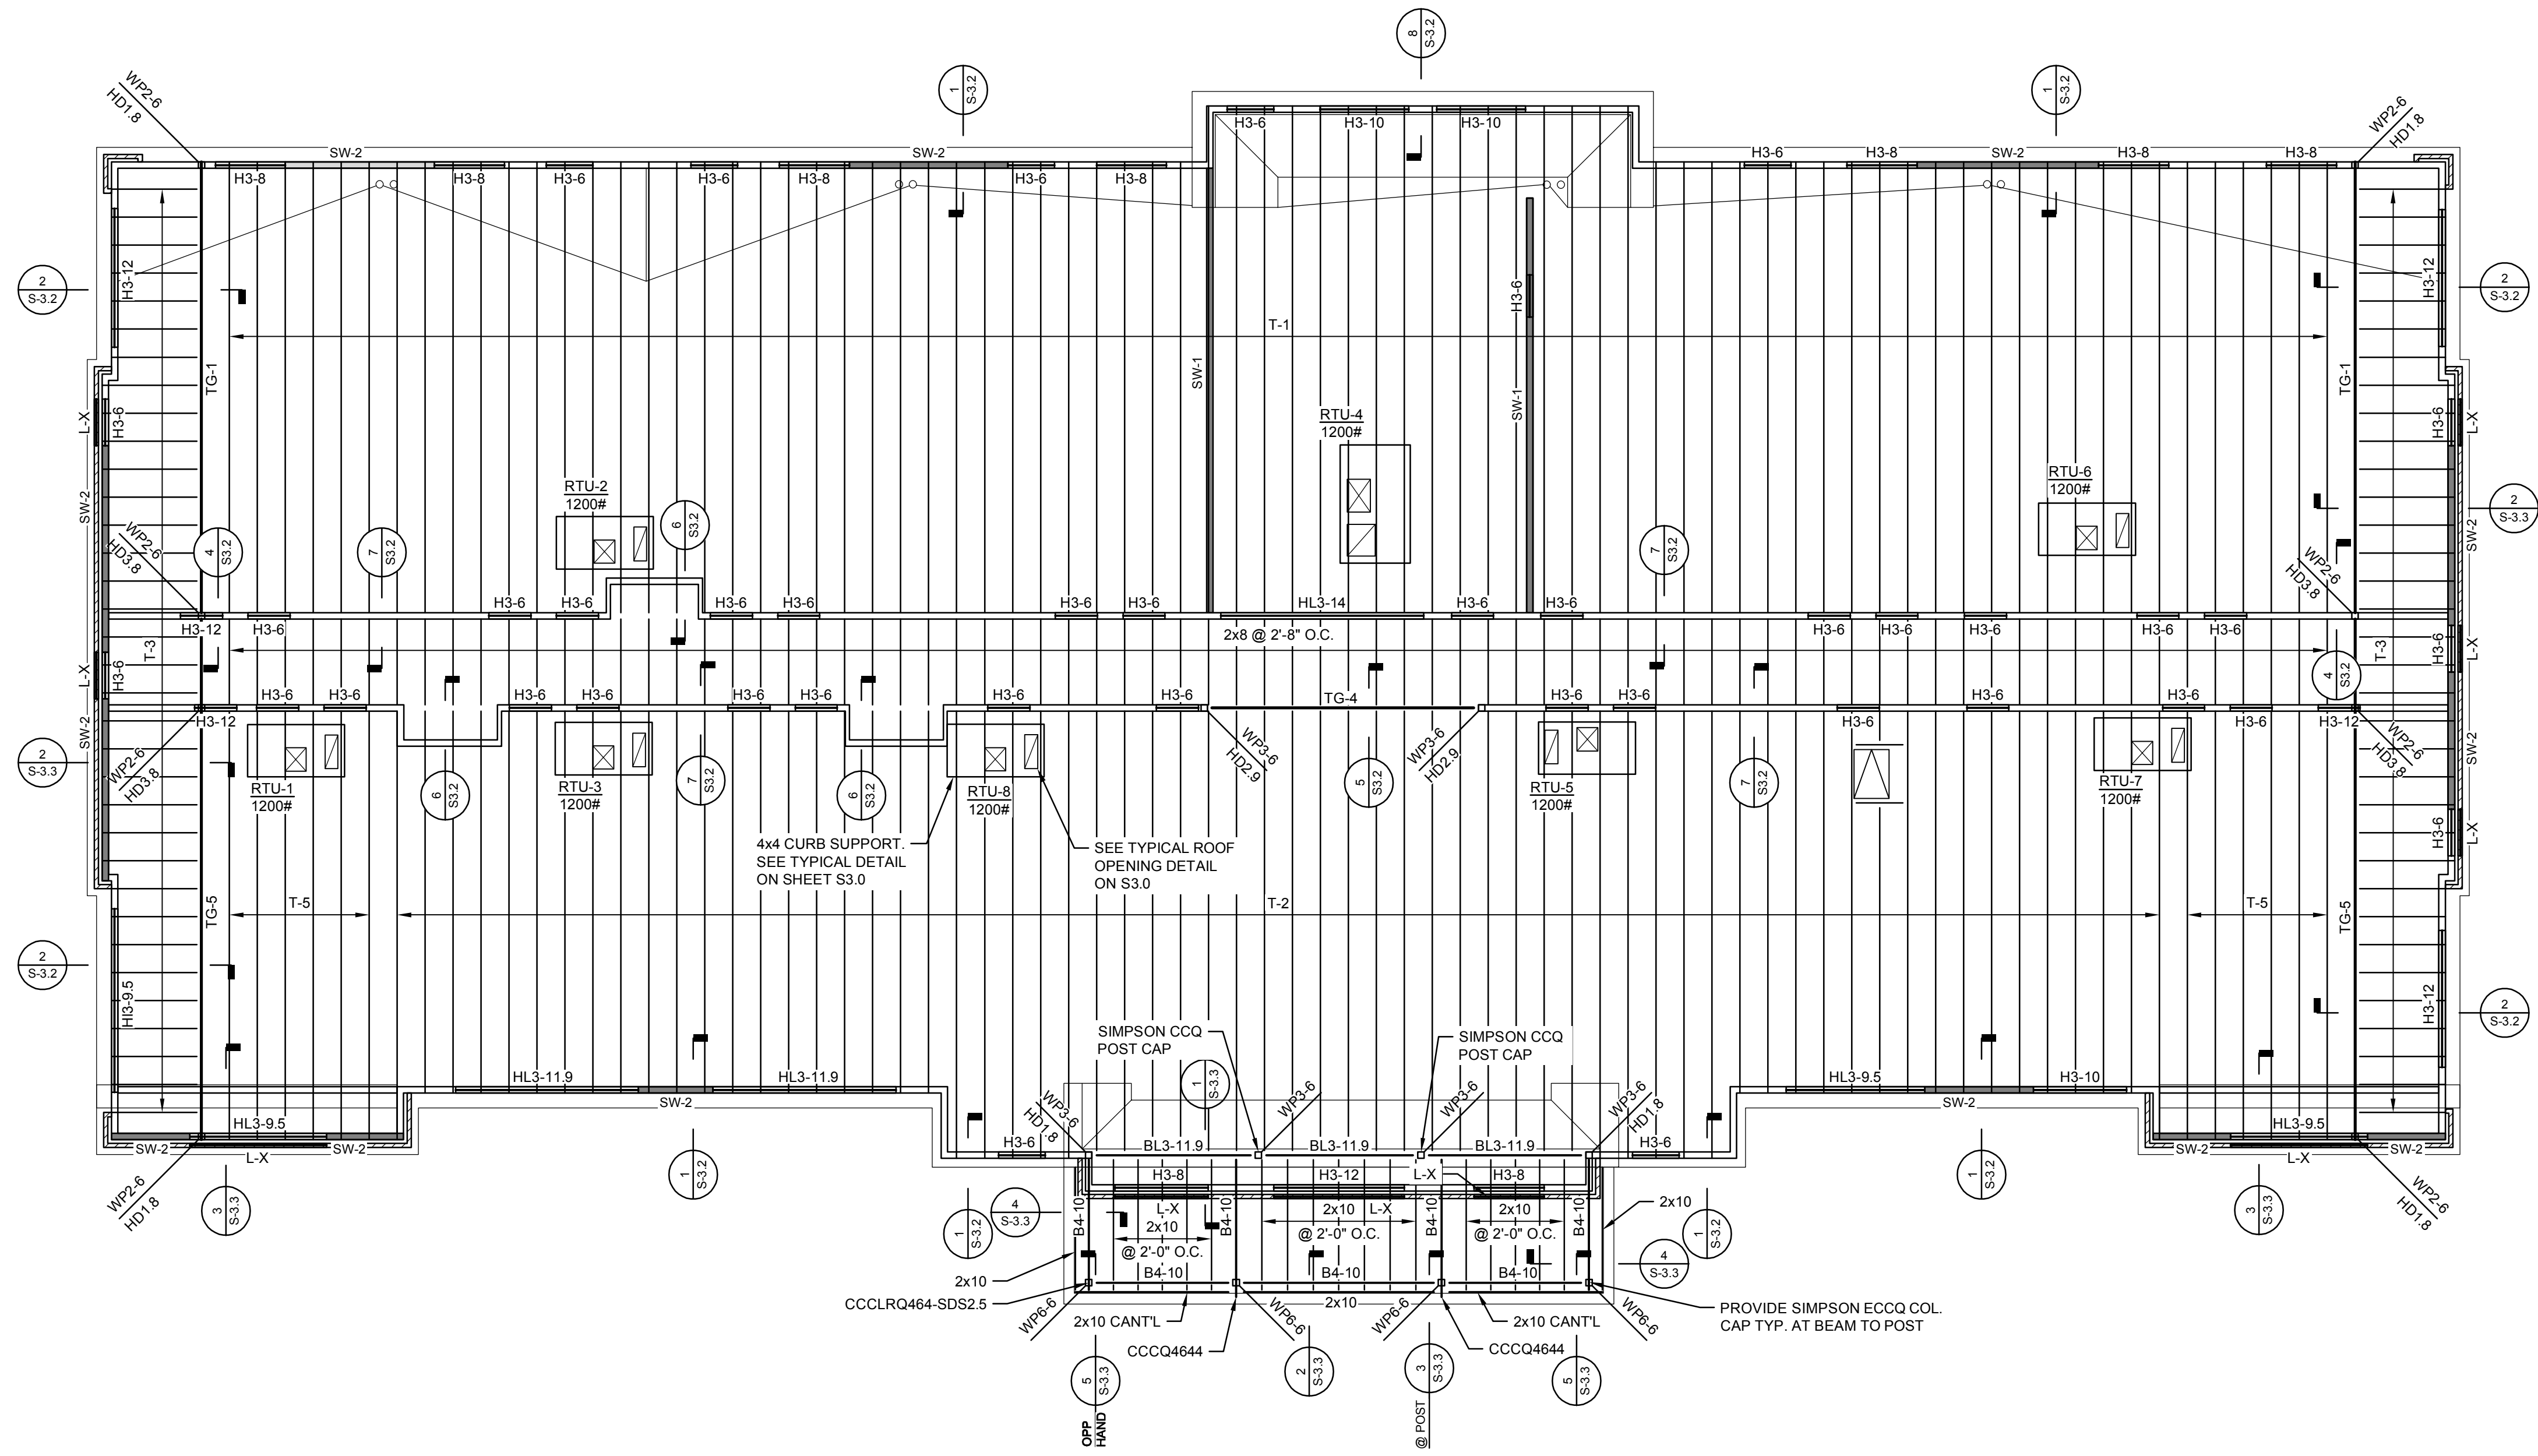 8
S-3.2
1
S-3.2
1
S-3.2
WP2-6
HD1.8
WP2-6
HD1.8
H3-6
H3-10
H3-10
SW-2
SW-2
H3-6
H3-8
SW-2
H3-8
H3-8
H3-8
H3-8
H3-6
H3-6
H3-8
H3-6
H3-8
2
S-3.2
H3-12
H3-6
H3-12
2
S-3.2
T-1
TG-1
SW-1
SW-1
TG-1
L-X
H3-6
RTU-4
1200#
H3-6
L-X
RTU-2
1200#
RTU-6
1200#
SW-2
6
S3.2
2
S-3.3
SW-2
WP2-6
HD3.8
4
S3.2
7
S3.2
7
S3.2
WP2-6
HD3.8
H3-6
H3-6
H3-6
H3-6
H3-6
H3-6
HL3-14
H3-6
H3-6
H3-12
H3-6
2x8 @ 2'-8" O.C.
H3-6
H3-6
H3-6
H3-6
H3-6
T-3
T-3
L-X
H3-6
H3-6
L-X
4
S3.2
H3-6
H3-6
H3-6
H3-6
H3-6
H3-6
H3-6
H3-6
TG-4
H3-6
H3-6
H3-6
H3-6
H3-12
H3-6
H3-6
H3-12
SW-2
SW-2
2
S-3.3
WP2-6
HD3.8
RTU-1
1200#
6
S3.2
RTU-3
1200#
7
S3.2
6
S3.2
RTU-8
1200#
WP3-6
HD2.9
5
S3.2
WP3-6
HD2.9
RTU-5
1200#
7
S3.2
RTU-7
1200#
WP2-6
HD3.8
H3-6
L-X
4x4 CURB SUPPORT.
SEE TYPICAL DETAIL
ON SHEET S3.0
SEE TYPICAL ROOF
OPENING DETAIL
ON S3.0
TG-5
T-5
T-2
T-5
TG-5
2
S-3.2
HI3-9.5
H3-12
2
S-3.2
SIMPSON CCQ
POST CAP
SIMPSON CCQ
POST CAP
HL3-11.9
HL3-11.9
HL3-9.5
H3-10
SW-2
SW-2
1
S-3.3
WP3-6
HD1.8
WP3-6
WP3-6
WP3-6
HD1.8
HL3-9.5
HL3-9.5
SW-2
SW-2
L-X
H3-6
BL3-11.9
BL3-11.9
BL3-11.9
H3-6
SW-2
SW-2
L-X
H3-8
H3-12
L-X
H3-8
WP2-6
HD1.8
3
S-3.3
1
S-3.2
1
S-3.2
4
S-3.3
B4-10
L-X
2x10
@ 2'-0" O.C.
B4-10
2x10
L-X
@ 2'-0" O.C.
B4-10
2x10
@ 2'-0" O.C.
B4-10
2x10
1
S-3.2
4
S-3.3
1
S-3.2
3
S-3.3
WP2-6
HD1.8
B4-10
B4-10
B4-10
2x10
CCCLRQ464-SDS2.5
2x10
WP6-6
WP6-6
WP6-6
WP6-6
2x10 CANT'L
CCCQ4644
2x10 CANT'L
CCCQ4644
PROVIDE SIMPSON ECCQ COL.
CAP TYP. AT BEAM TO POST
5
S-3.3
2
S-3.3
3
S-3.3
5
S-3.3
OPP
HAND
@ POST